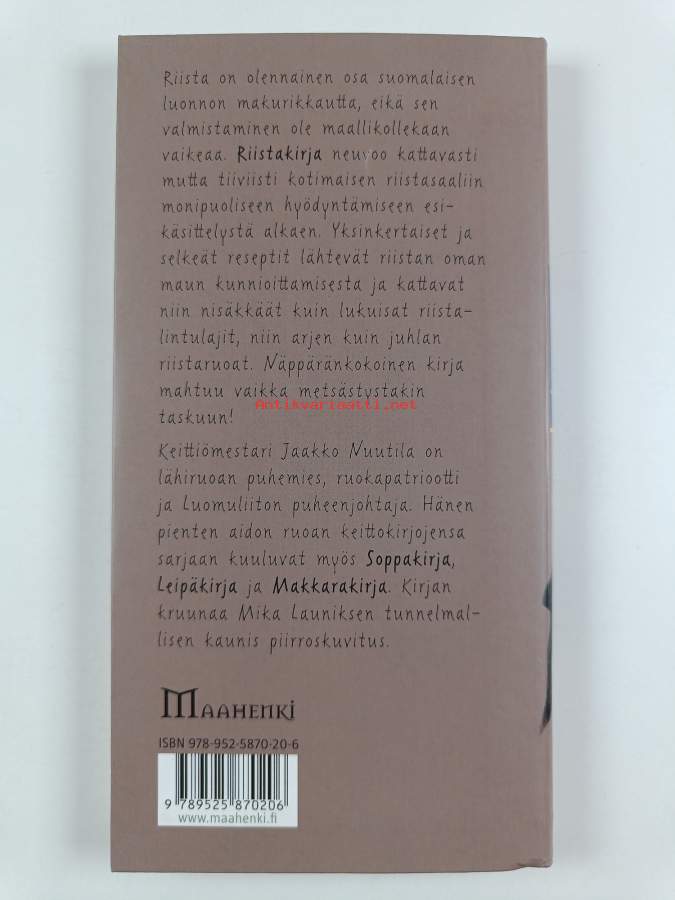 Riista on olennainen osa suomalaisen
luonnon makurikkautta, eikä sen
valmistaminen ole maallikollekaan
vaikeaa. Riistakirja neuvoo kattavasti
mutta tiiviisti kotimaisen riistasaaliin
monipuoliseen hyödyntämiseen esi-
käsittelystä alkaen. Yksinkertaiset ja
selkeät reseptit lähtevät riistan oman
maun kunnioittamisesta ja kattavat
niin nisäkkäät kuin lukuisat riista-
lintulajit, niin arjen kuin juhlan
riistaruoat. Näppäränkokoinen kirja
mahtuu vaikka metsästystakin
Antikvariaatti.net
taskuun!
Keittiömestari Jaakko Nuutila on
lähiruoan puhemies, ruokapatriootti
ja Luomuliiton puheenjohtaja. Hänen
pienten aidon ruoan keittokirjojensa
sarjaan kuuluvat myös Soppakirja,
Leipäkirja ja Makkarakirja. Kirjan
kruunaa Mika Launiksen tunnelmal-
lisen kaunis piirroskuvitus.
MAAHENKI
ISBN 978-952-5870-20-6
9 789525 870206
www.maahenki.fi